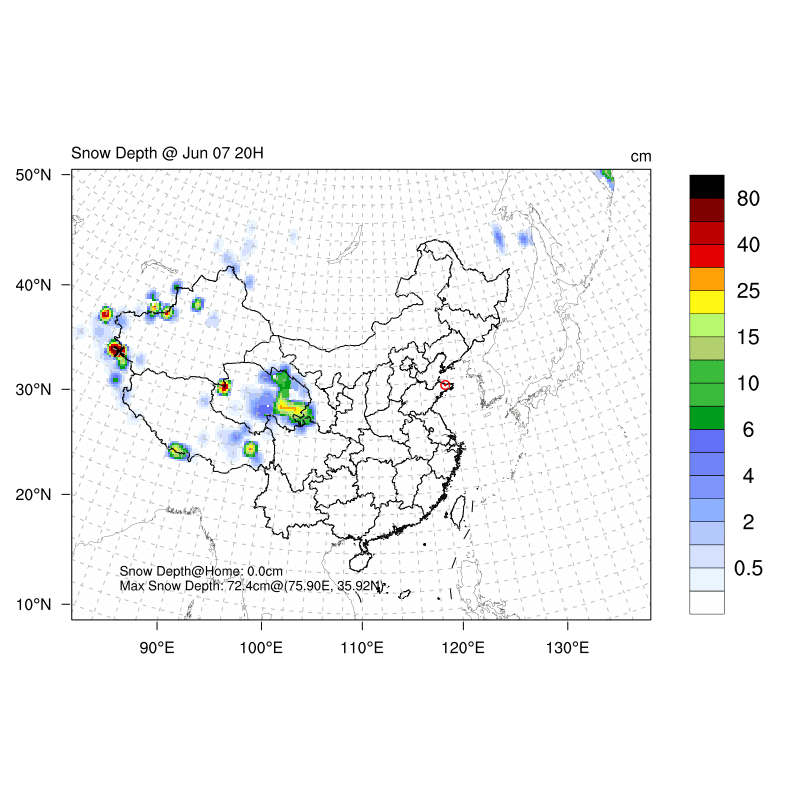 Snow Depth @ Jun 07 20H
cm
50°N
40°N
30°N
20°N
10°N
90°E
100°E
110°E
120°E
130°E
80
40
25
15
10
6
4
2
0.5
Snow Depth@Home: 0.0cm
Max Snow Depth: 72.4cm@(75.90E, 35.92N)